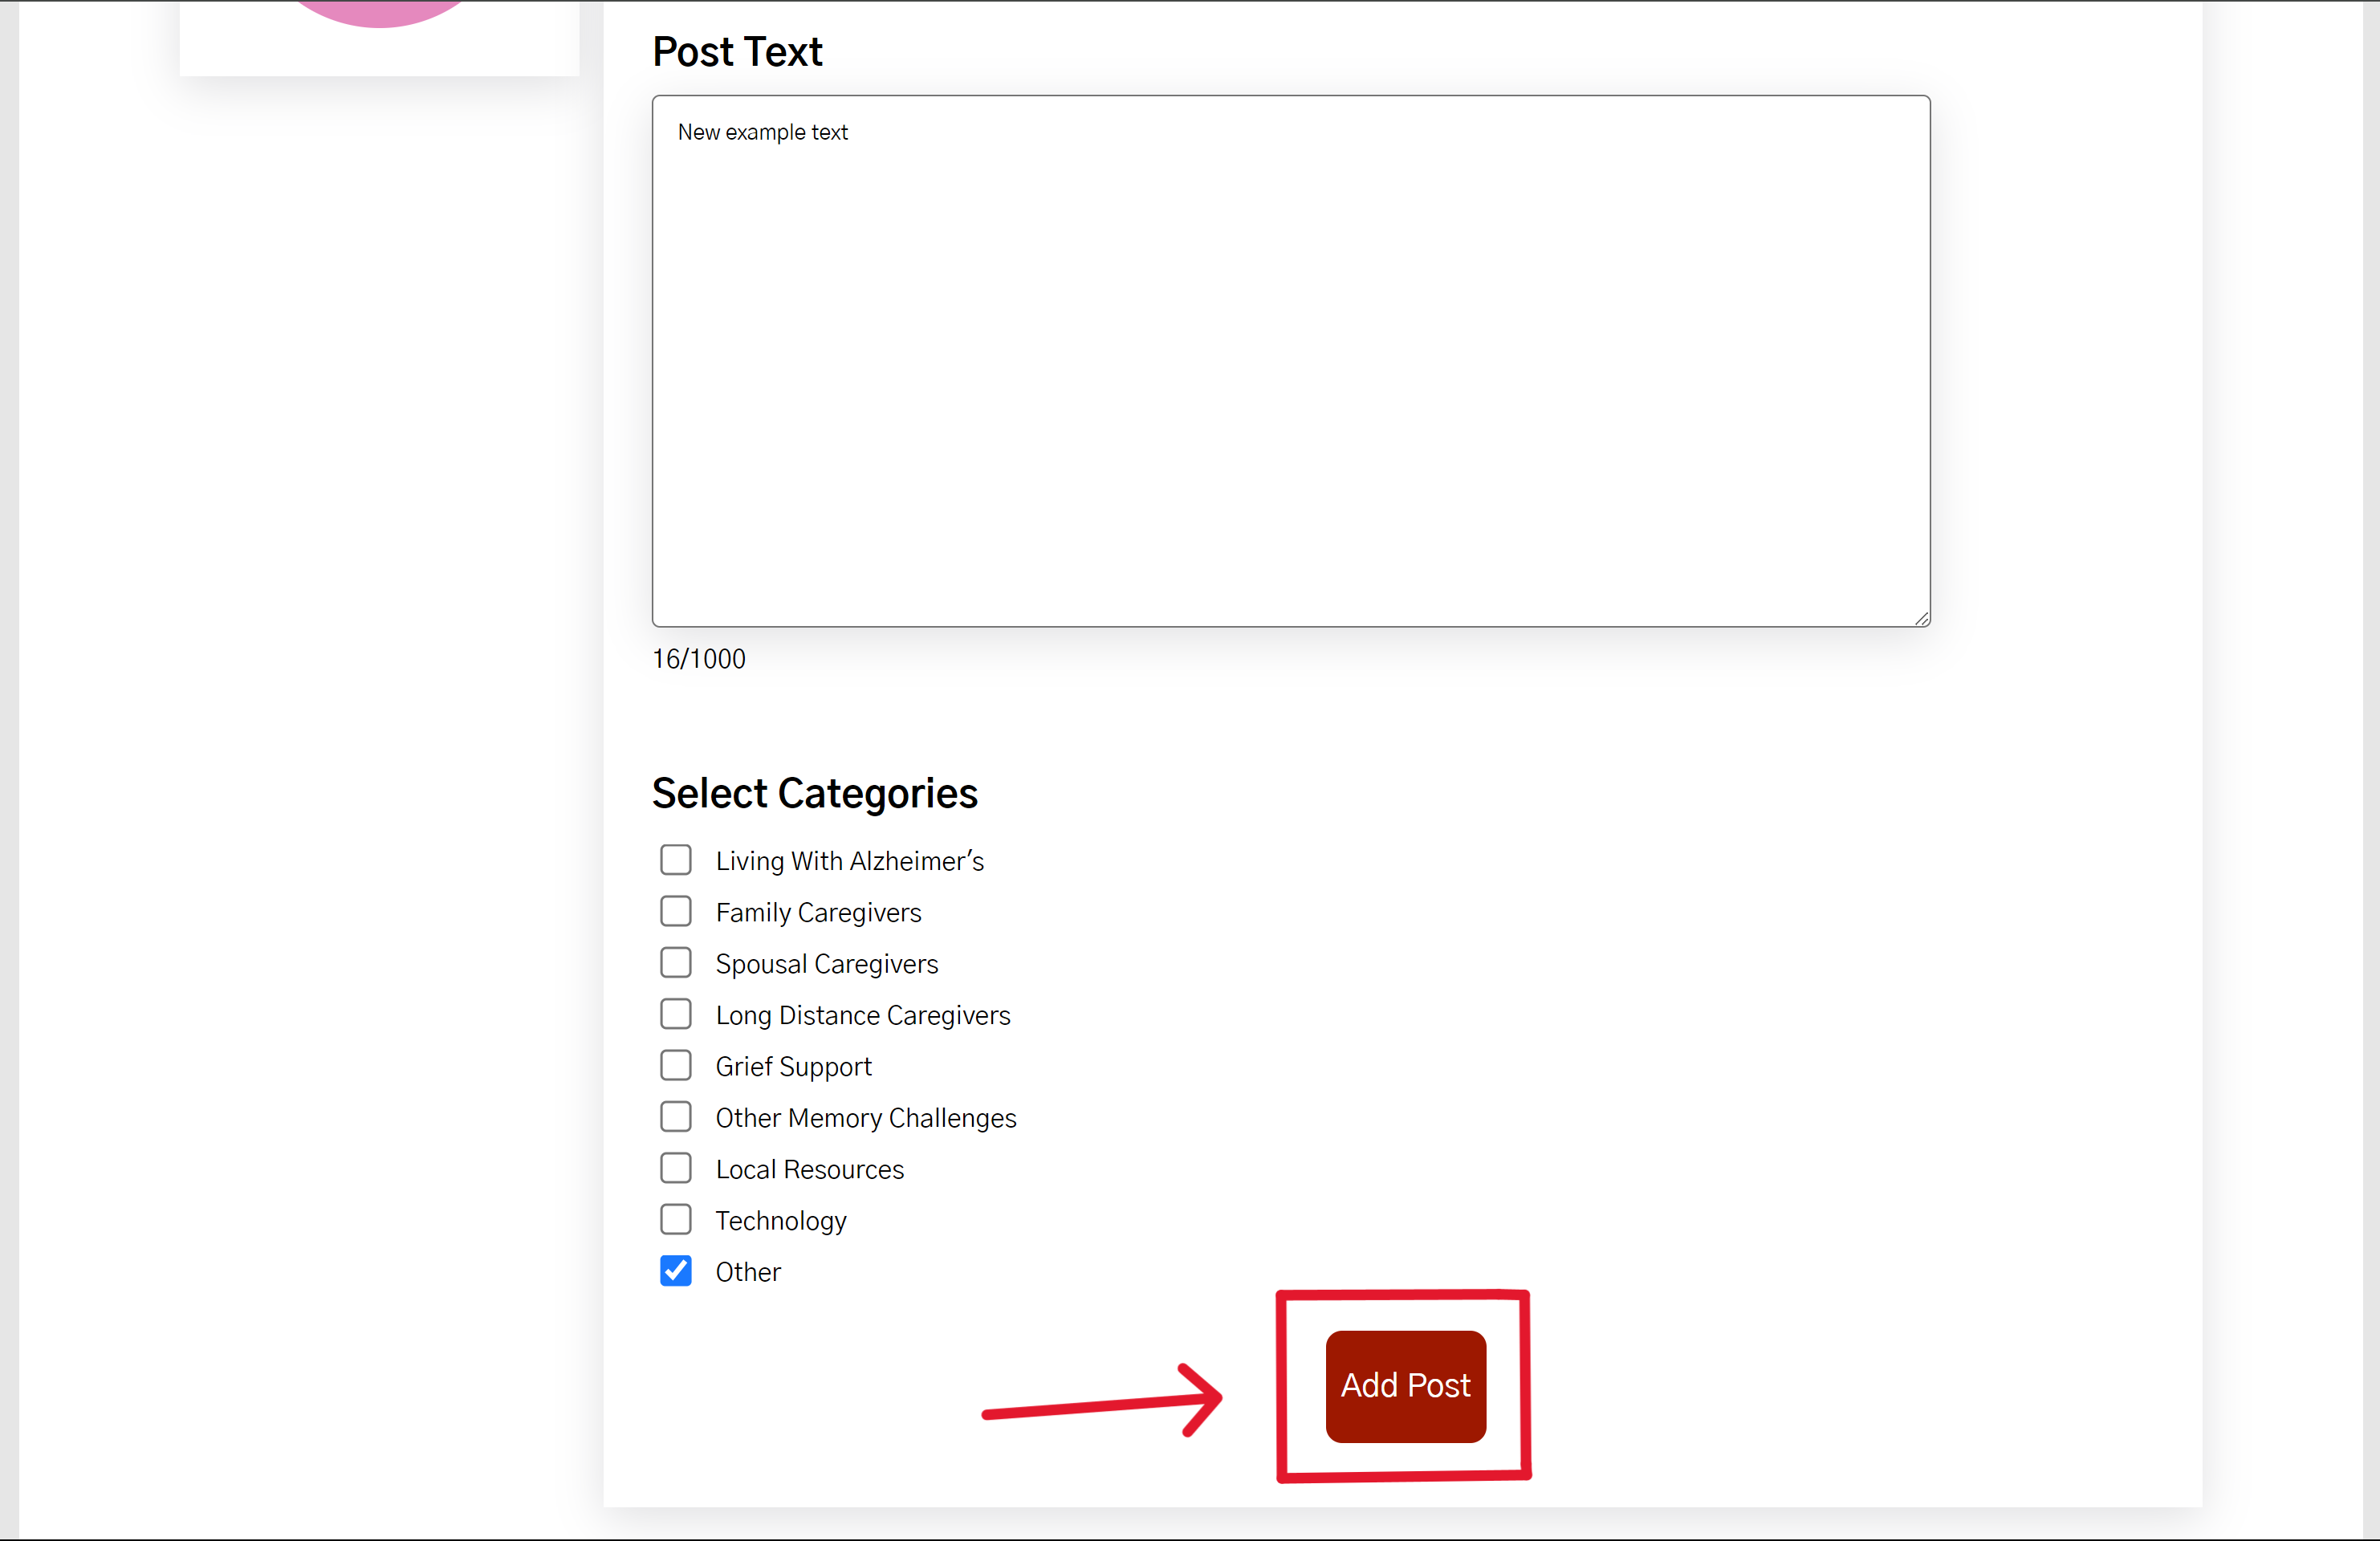 Post Text
New example text
16/1000
Select Categories
Living With Alzheimer's
Family Caregivers
Spousal Caregivers
Long Distance Caregivers
Grief Support
Other Memory Challenges
Local Resources
Technology
Other
Add Post